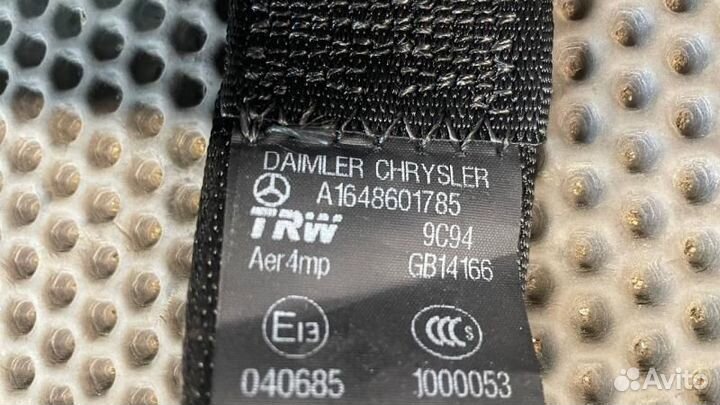 DAIMLER CHRYSLER
A1648601785
TRW 9C94
Aer4mp GB14166
E13 CCC S
040685 1000053
Avito